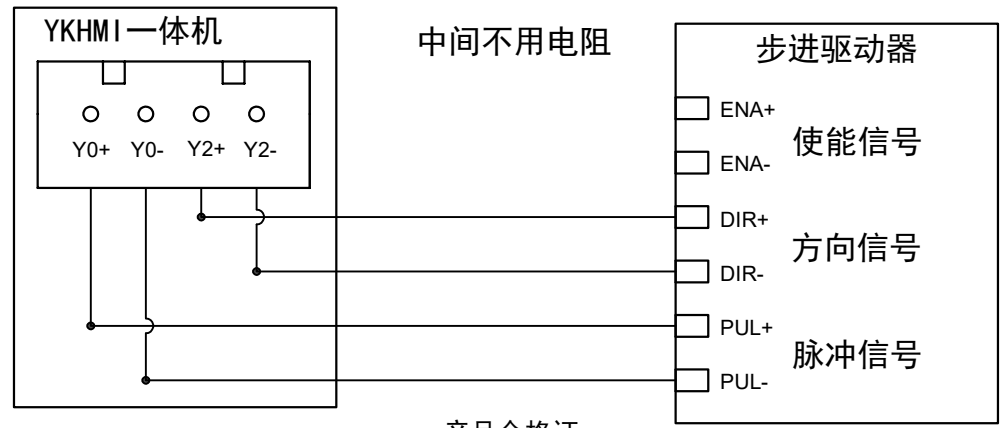 YKHMI一体机
中间不用电阻
步进驱动器
Y0+ Y0- Y2+ Y2-
ENA+
使能信号
ENA-
DIR+
方向信号
DIR-
PUL+
脉冲信号
PUL-